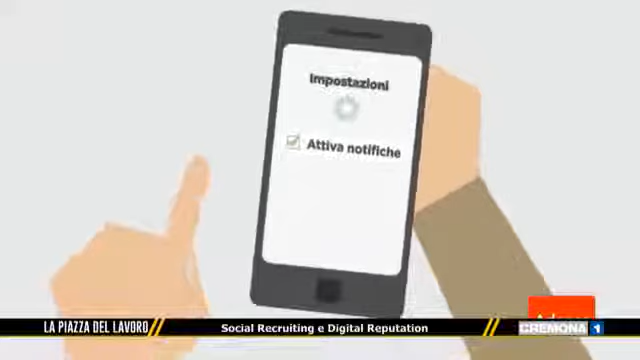 Impostazioni
Attiva notifiche
LA PIAZZA DEL LAVORO
Social Recruiting e Digital Reputation
CREMONA 1